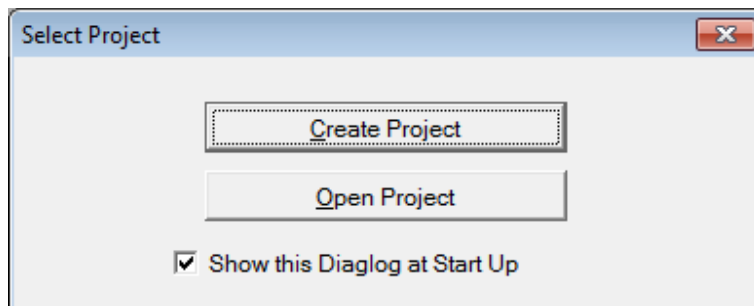 Select Project
Create Project
Open Project
Show this Diaglog at Start Up